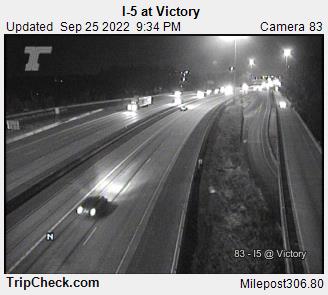 I-5 at Victory
Updated Sep 25 2022 9:34 PM Camera 83
T
N
83 - I5 @ Victory
TripCheck.com Milepost306.80